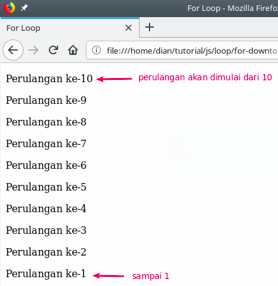 For Loop - Mozilla Firefo
For Loop
file:///home/dian/tutorial/js/loop/for-downto
Perulangan ke-10
perulangan akan dimulai dari 10
Perulangan ke-9
Perulangan ke-8
Perulangan ke-7
Perulangan ke-6
Perulangan ke-5
Perulangan ke-4
Perulangan ke-3
Perulangan ke-2
Perulangan ke-1
sampai 1